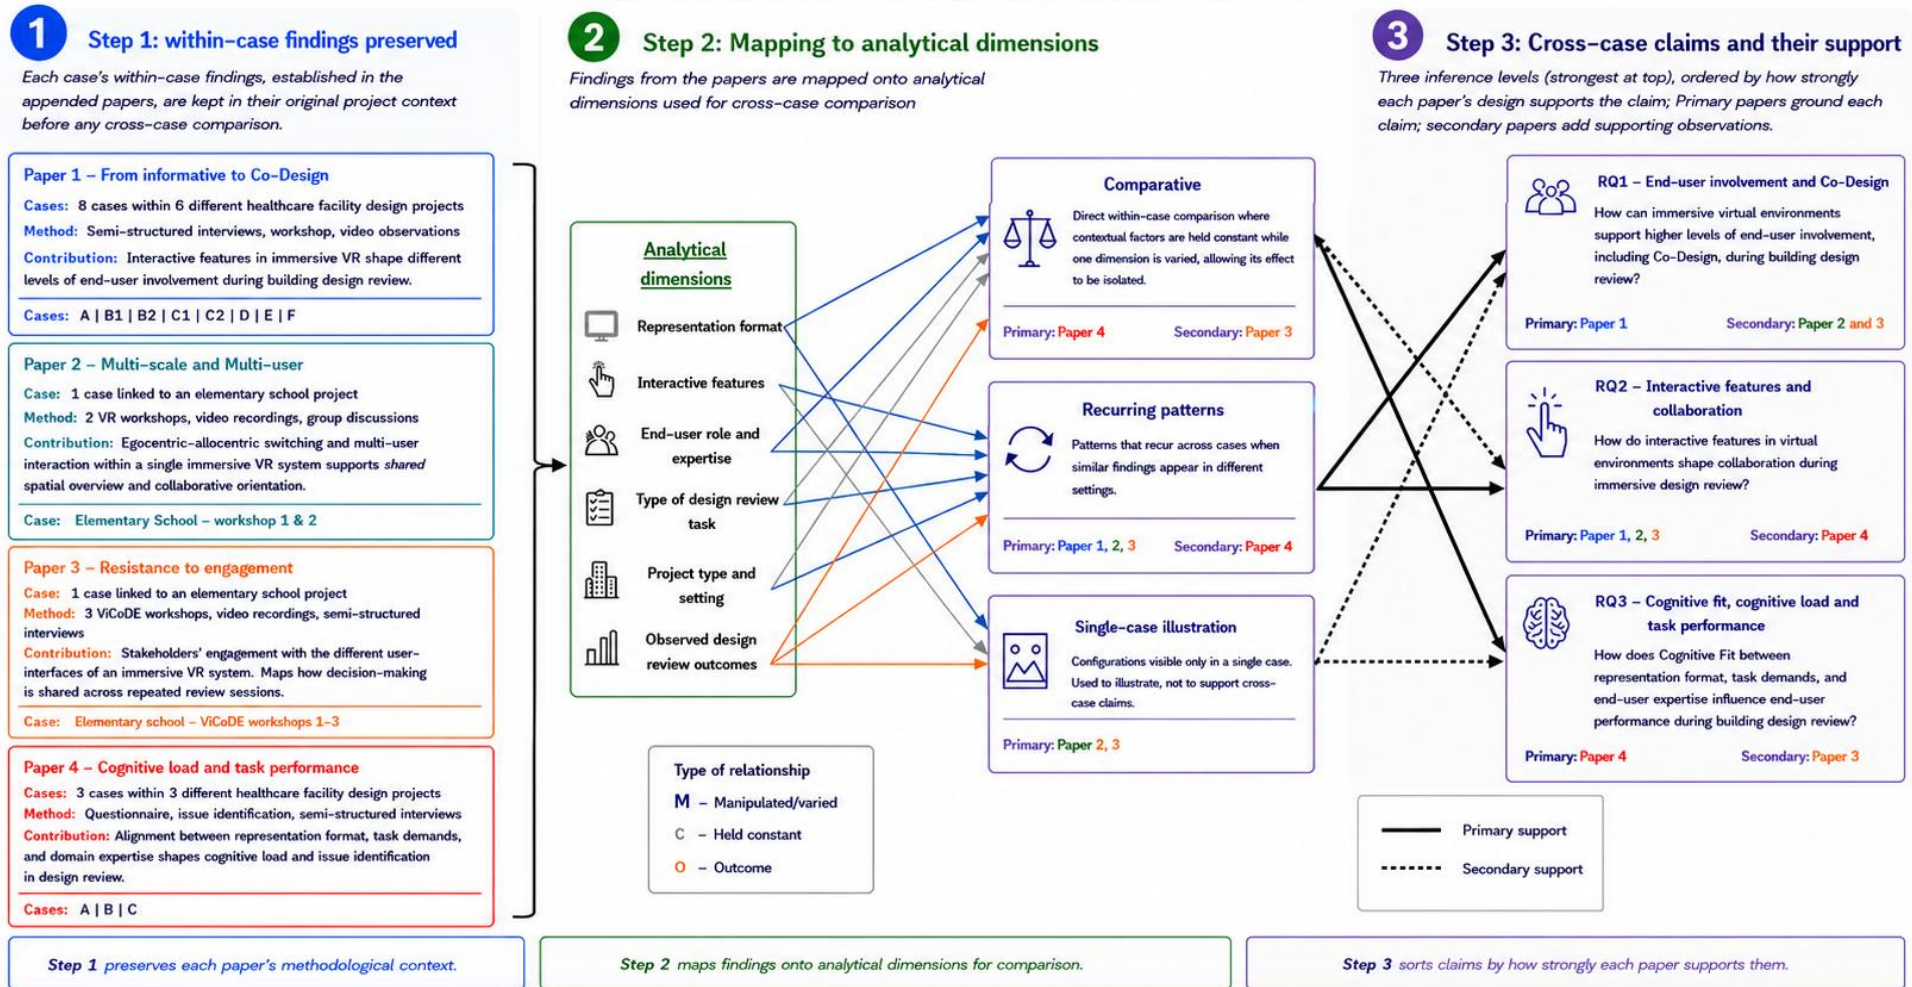 1
Step 1: within-case findings preserved
Each case's within-case findings, established in the
appended papers, are kept in their original project context
before any cross-case comparison.
Paper 1 – From informative to Co-Design
Cases: 8 cases within 6 different healthcare facility design projects
Method: Semi-structured interviews, workshop, video observations
Contribution: Interactive features in immersive VR shape different
levels of end-user involvement during building design review.
Cases: A | B1 | B2 | C1 | C2 | D | E | F
Paper 2 – Multi-scale and Multi-user
Case: 1 case linked to an elementary school project
Method: 2 VR workshops, video recordings, group discussions
Contribution: Egocentric-allocentric switching and multi-user
interaction within a single immersive VR system supports shared
spatial overview and collaborative orientation.
Case: Elementary School – workshop 1 & 2
Paper 3 – Resistance to engagement
Case: 1 case linked to an elementary school project
Method: 3 ViCoDE workshops, video recordings, semi-structured
interviews
Contribution: Stakeholders' engagement with the different user-
interfaces of an immersive VR system. Maps how decision-making
is shared across repeated review sessions.
Case: Elementary school – ViCoDE workshops 1-3
Paper 4 – Cognitive load and task performance
Cases: 3 cases within 3 different healthcare facility design projects
Method: Questionnaire, issue identification, semi-structured interviews
Contribution: Alignment between representation format, task demands,
and domain expertise shapes cognitive load and issue identification
in design review.
Cases: A | B | C
Step 1 preserves each paper's methodological context.
2
Step 2: Mapping to analytical dimensions
Findings from the papers are mapped onto analytical
dimensions used for cross-case comparison
Analytical
dimensions
Representation format
Interactive features
End-user role and
expertise
Type of design review
task
Project type and
setting
Observed design
review outcomes
Type of relationship
M – Manipulated/varied
C – Held constant
O – Outcome
Comparative
Direct within-case comparison where
contextual factors are held constant while
one dimension is varied, allowing its effect
to be isolated.
Primary: Paper 4 Secondary: Paper 3
Recurring patterns
Patterns that recur across cases when
similar findings appear in different
settings.
Primary: Paper 1, 2, 3 Secondary: Paper 4
Single-case illustration
Configurations visible only in a single case.
Used to illustrate, not to support cross-
case claims.
Primary: Paper 2, 3
Step 2 maps findings onto analytical dimensions for comparison.
3
Step 3: Cross-case claims and their support
Three inference levels (strongest at top), ordered by how strongly
each paper's design supports the claim; Primary papers ground each
claim; secondary papers add supporting observations.
RQ1 – End-user involvement and Co-Design
How can immersive virtual environments
support higher levels of end-user involvement,
including Co-Design, during building design
review?
Primary: Paper 1 Secondary: Paper 2 and 3
RQ2 – Interactive features and
collaboration
How do interactive features in virtual
environments shape collaboration during
immersive design review?
Primary: Paper 1, 2, 3 Secondary: Paper 4
RQ3 – Cognitive fit, cognitive load and
task performance
How does Cognitive Fit between
representation format, task demands, and
end-user expertise influence end-user
performance during building design review?
Primary: Paper 4 Secondary: Paper 3
Primary support
Secondary support
Step 3 sorts claims by how strongly each paper supports them.